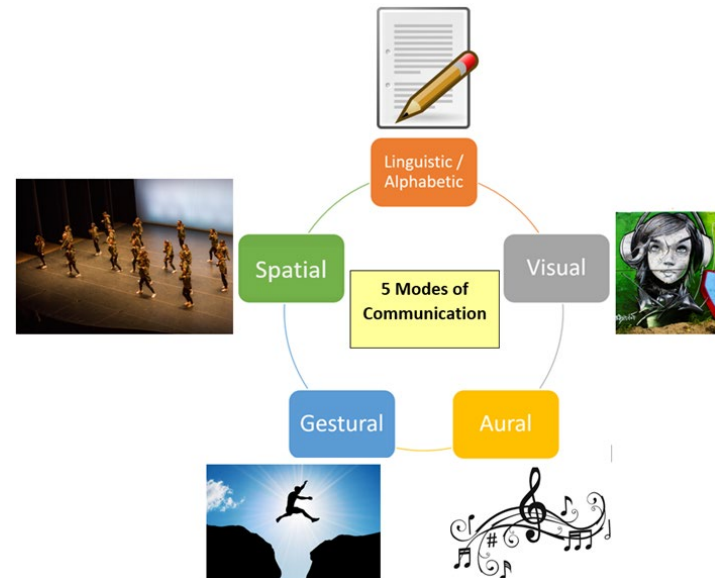 Linguistic /
Alphabetic
Spatial
Visual
5 Modes of
Communication
Gestural
Aural